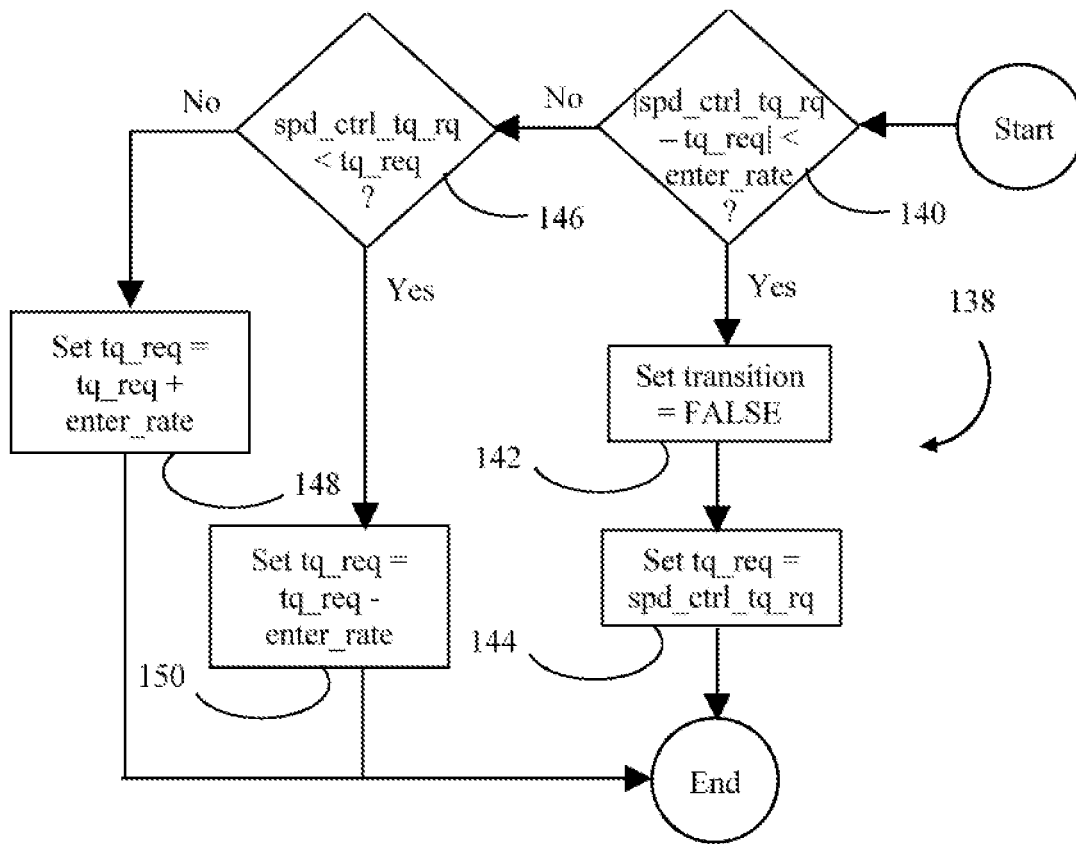 Start
|spd_ctrl_tq_rq
– tq_req| <
enter_rate
?
140
No
Yes
spd_ctrl_tq_rq
< tq_req
?
146
No
Yes
138
Set tq_req =
tq_req +
enter_rate
148
Set transition
= FALSE
142
Set tq_req =
tq_req -
enter_rate
150
Set tq_req =
spd_ctrl_tq_rq
144
End